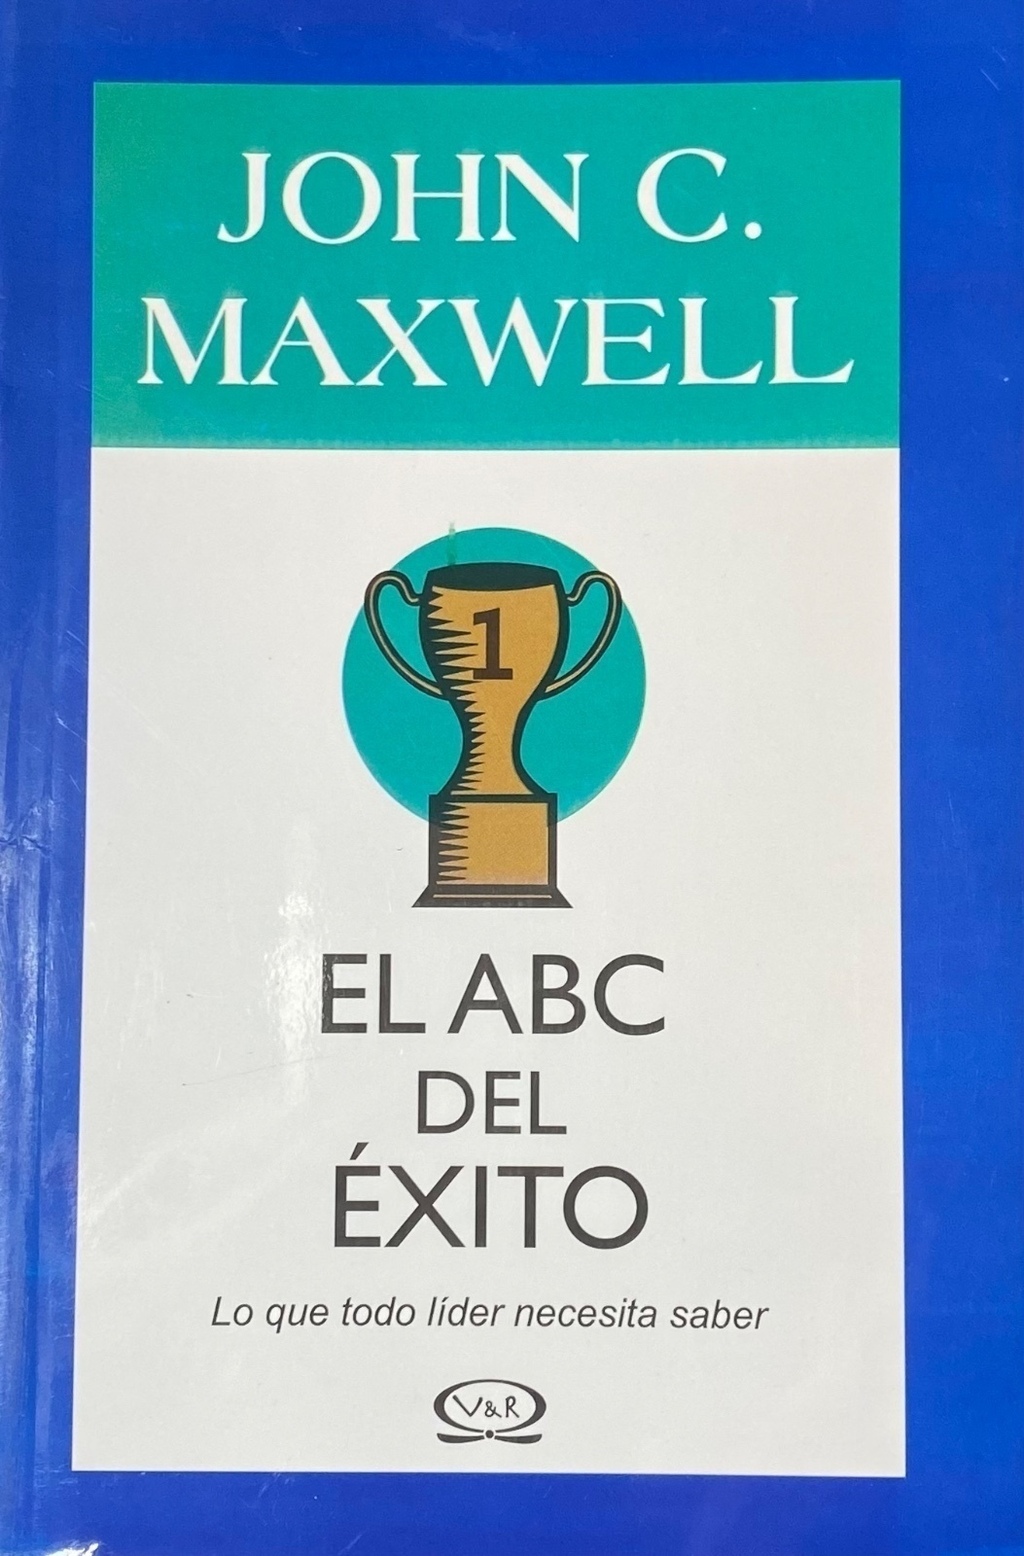 JOHN C.
MAXWELL
1
EL ABC
DEL
ÉXITO
Lo que todo líder necesita saber
V&R